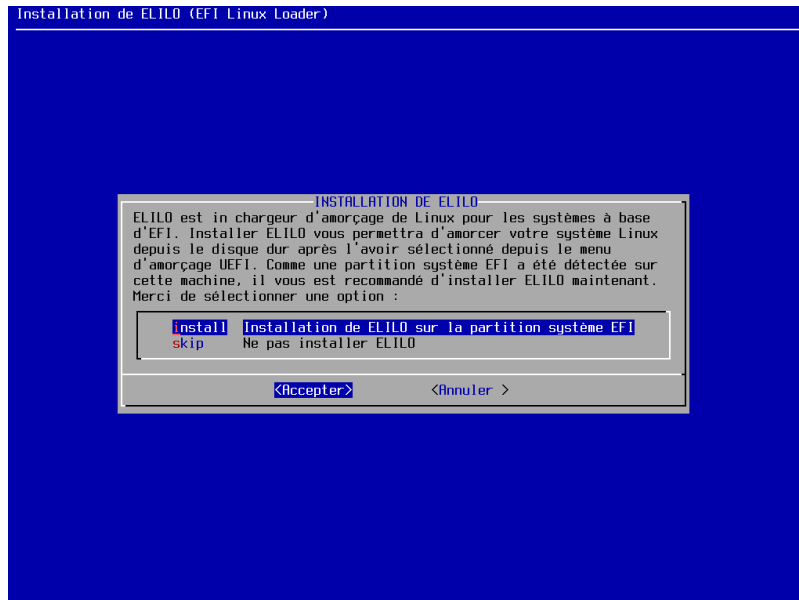 Installation de ELILO (EFI Linux Loader)
INSTALLATION DE ELILO
ELILO est in chargeur d'amorçage de Linux pour les systèmes à base
d'EFI. Installer ELILO vous permettra d'amorcer votre système Linux
depuis le disque dur après l'avoir sélectionné depuis le menu
d'amorçage UEFI. Comme une partition système EFI a été détectée sur
cette machine, il vous est recommandé d'installer ELILO maintenant.
Merci de sélectionner une option :
install Installation de ELILO sur la partition système EFI
skip Ne pas installer ELILO
<Accepter> <Annuler >